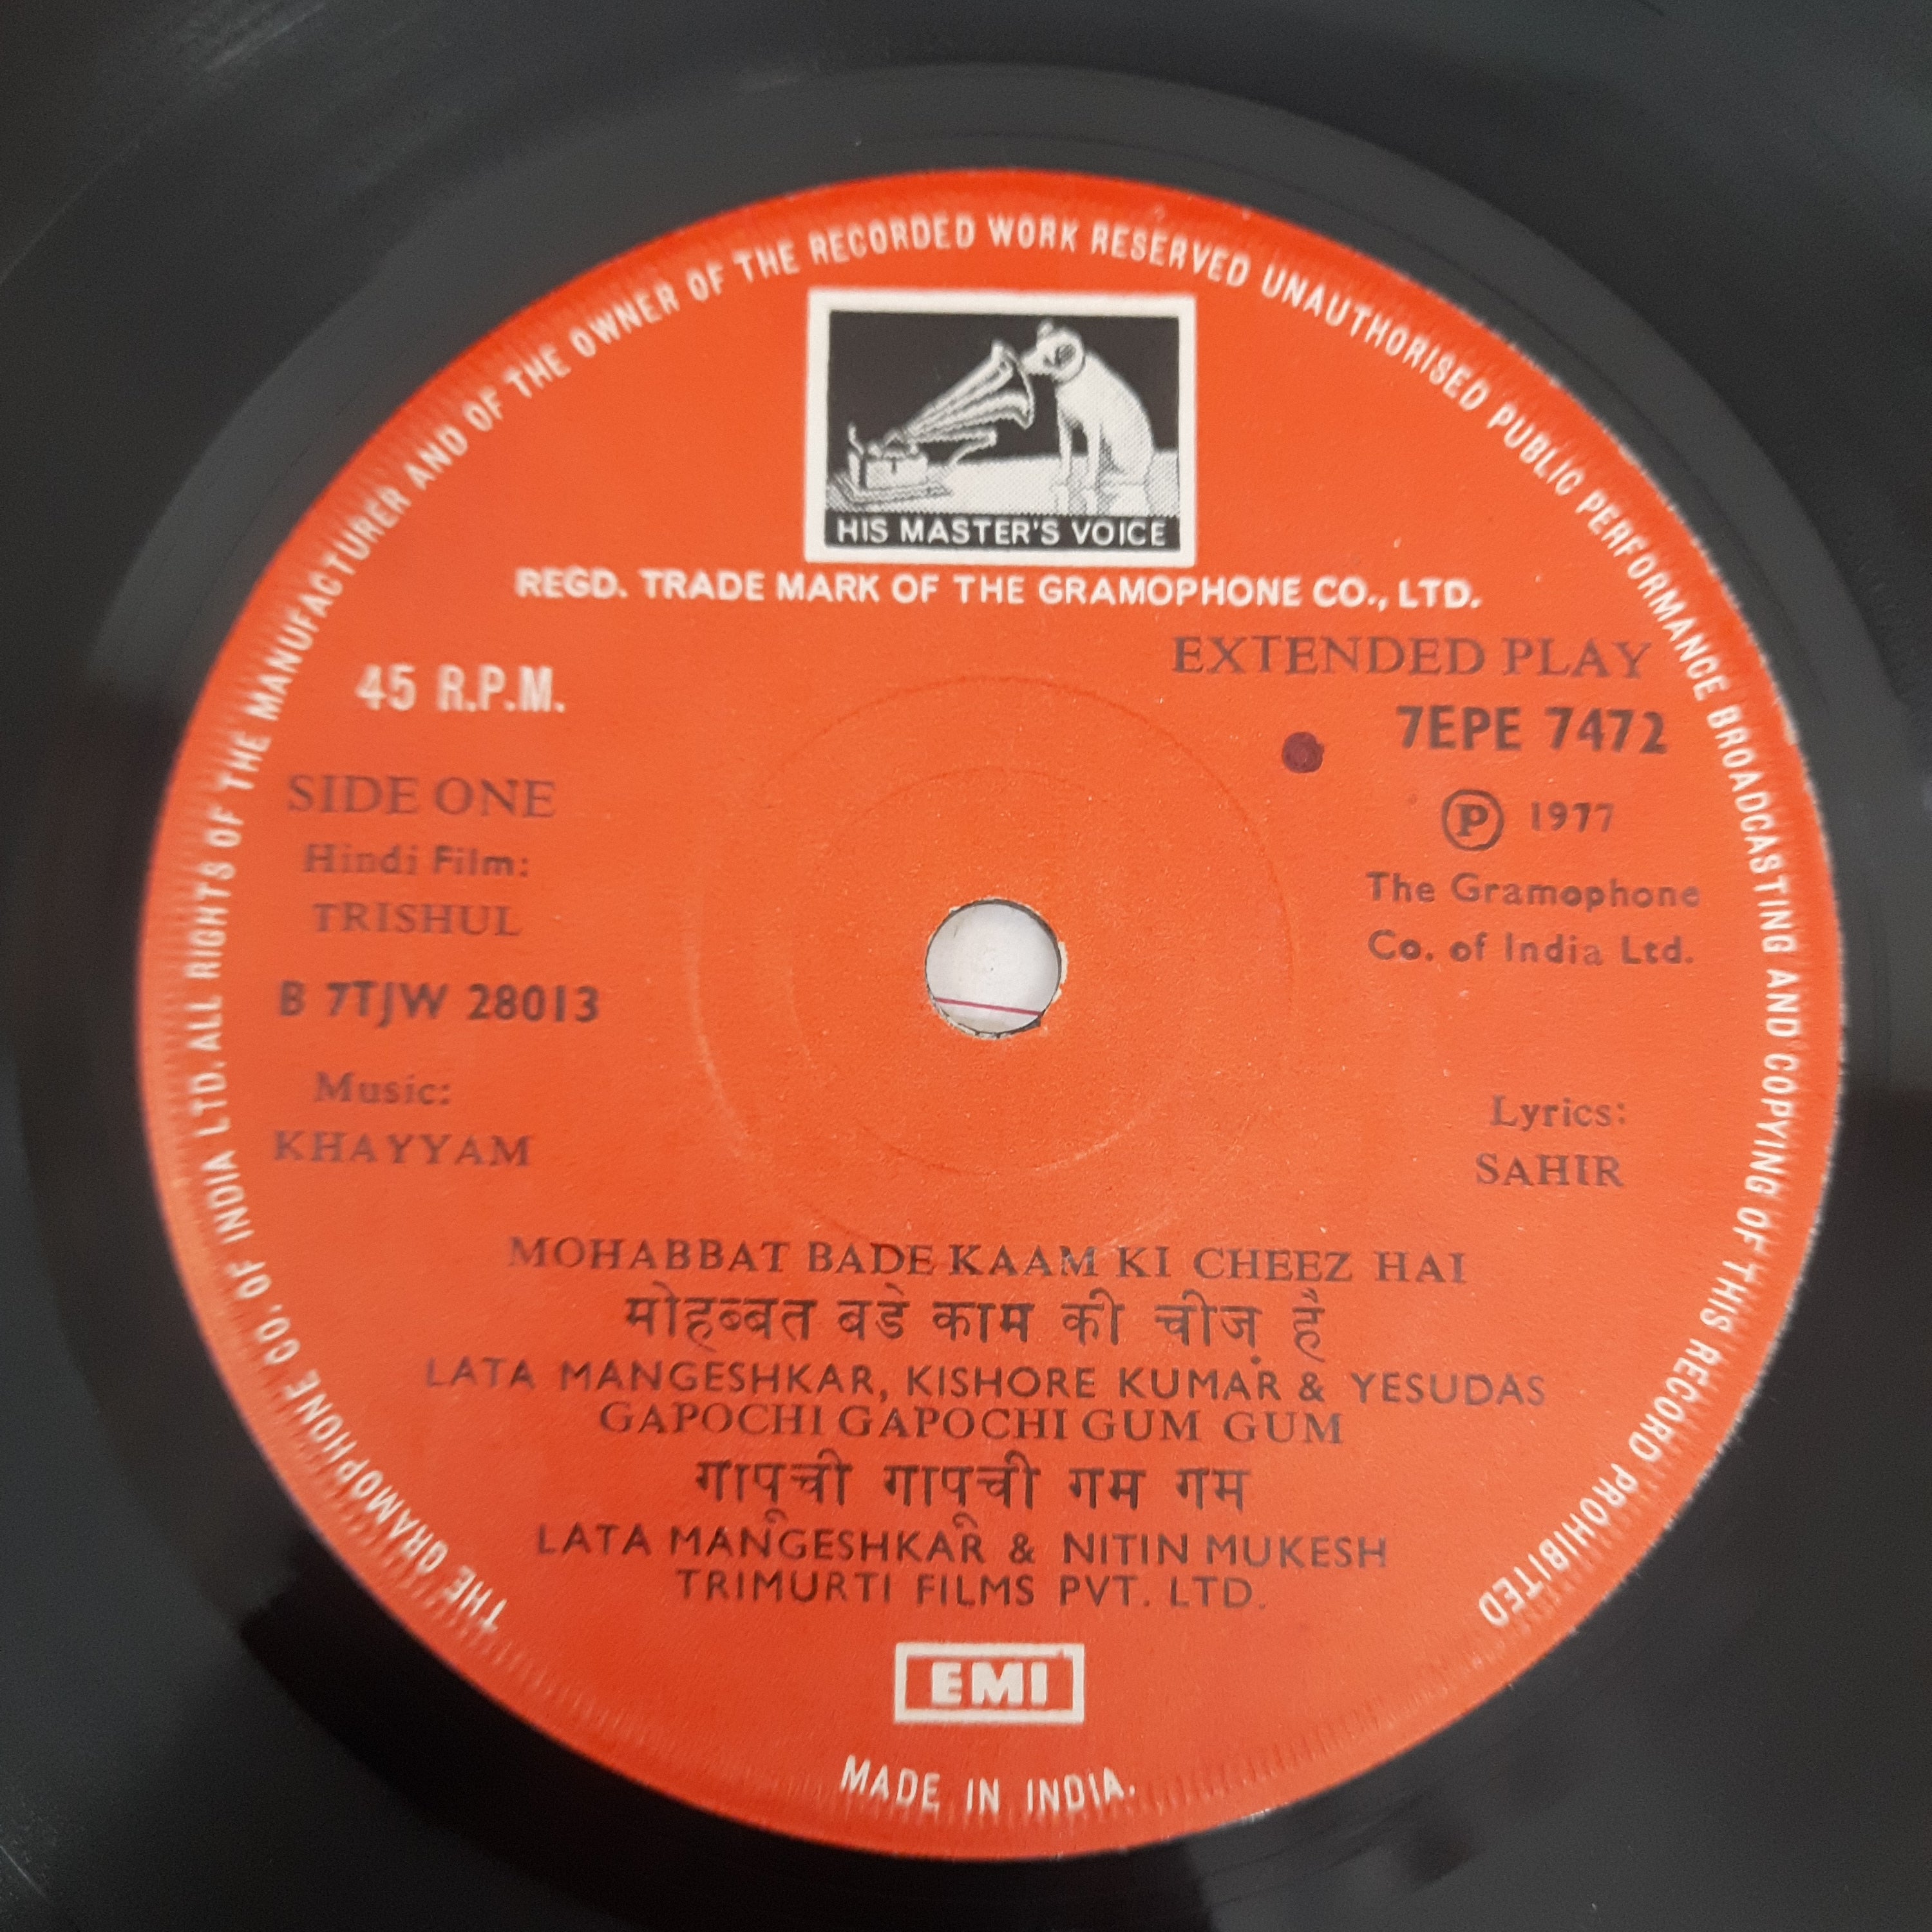 THE GRAMOPHONE CO. OF INDIA LTD. ALL RIGHTS OF THE MANUFACTURER AND OF THE OWNER OF THE RECORDED WORK RESERVED UNAUTHORISED PUBLIC PERFORMANCE BROADCASTING AND COPYING OF THIS RECORD PROHIBITED
HIS MASTER'S VOICE
REGD. TRADE MARK OF THE GRAMOPHONE CO., LTD.
45 R.P.M.
EXTENDED PLAY
7EPE 7472
SIDE ONE
Hindi Film:
TRISHUL
B 7TJW 28013
Ⓟ 1977
The Gramophone
Co. of India Ltd.
Music:
KHAYYAM
Lyrics:
SAHIR
MOHABBAT BADE KAAM KI CHEEZ HAI
मोहब्बत बडे काम की चीज़ है
LATA MANGESHKAR, KISHORE KUMAR & YESUDAS
GAPOCHI GAPOCHI GUM GUM
गापूची गापूची गम गम
LATA MANGESHKAR & NITIN MUKESH
TRIMURTI FILMS PVT. LTD.
EMI
MADE IN INDIA.